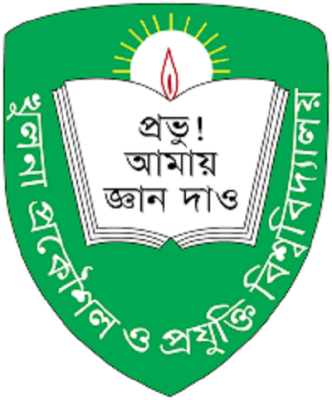 প্রভু!
আমায়
জ্ঞান দাও
খুলনা প্রকৌশল ও প্রযুক্তি বিশ্ববিদ্যালয়